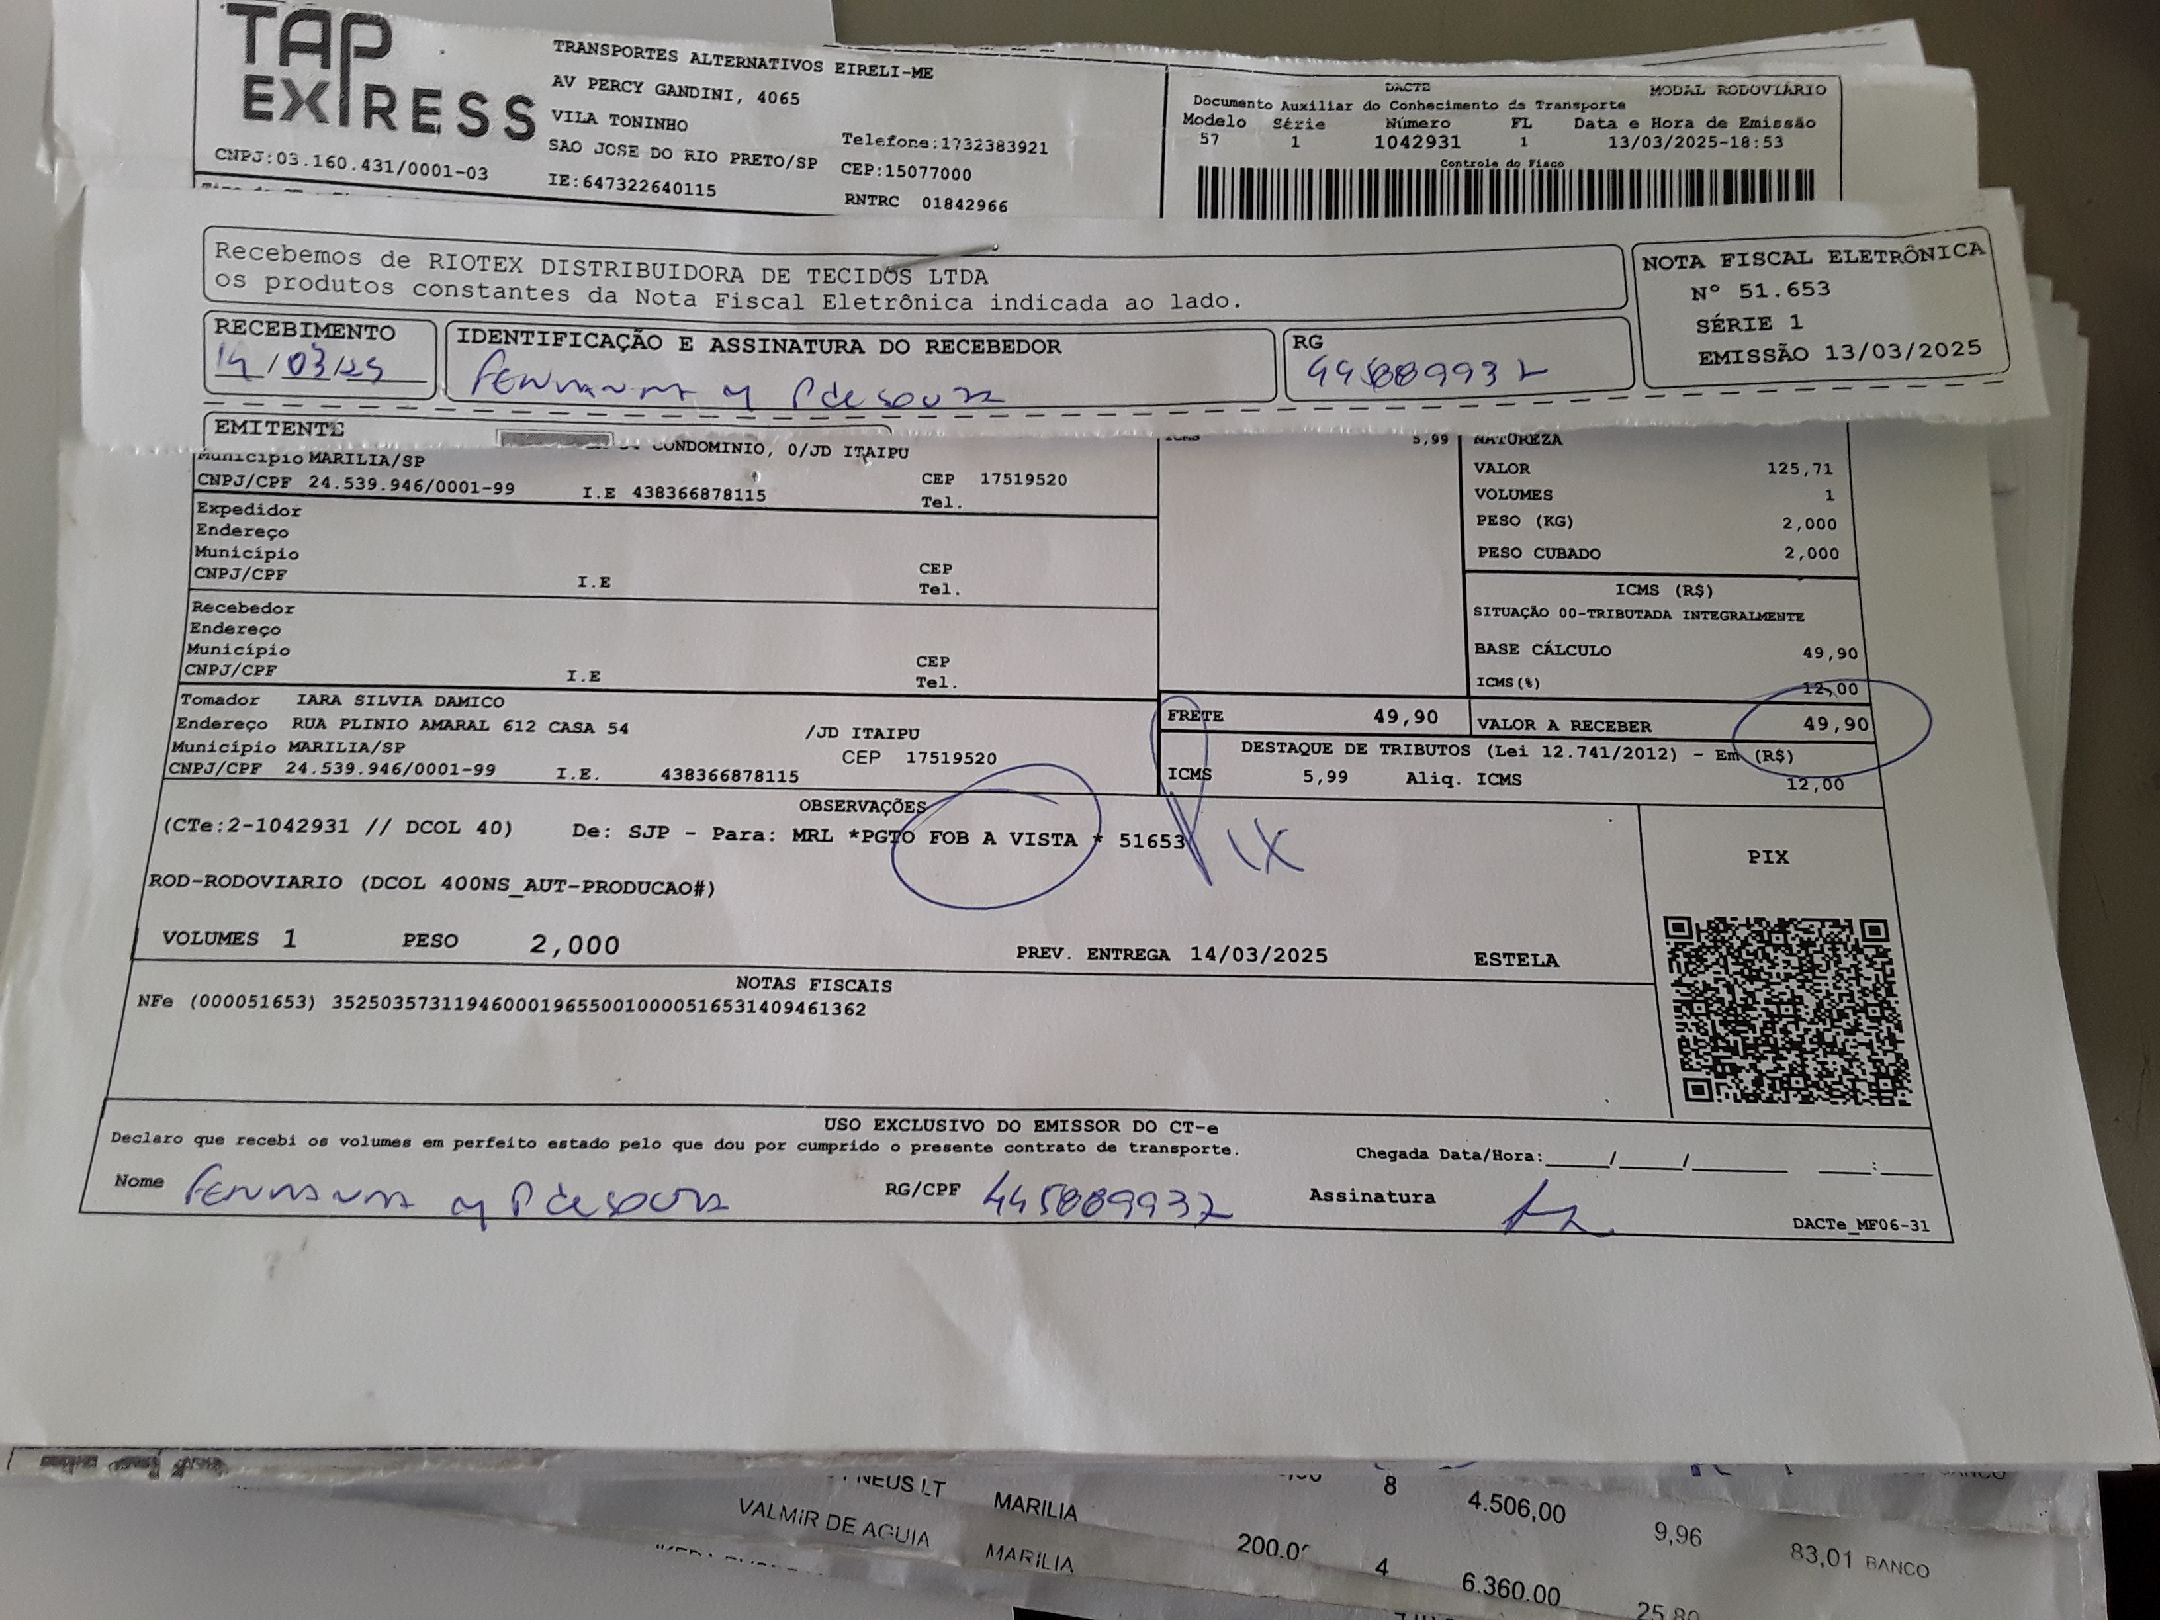 TAP
EXPRESS
CNPJ:03.160.431/0001-03
TRANSPORTES ALTERNATIVOS EIRELI-ME
AV PERCY GANDINI, 4065
VILA TONINHO
SAO JOSE DO RIO PRETO/SP
IE:647322640115
Telefone:1732383921
CEP:15077000
RNTRC 01842966
DACTE MODAL RODOVIÁRIO
Documento Auxiliar do Conhecimento de Transporte
Modelo Série Número FL Data e Hora de Emissão
57 1 1042931 1 13/03/2025-18:53
Controle do Fisco
Recebemos de RIOTEX DISTRIBUIDORA DE TECIDOS LTDA
os produtos constantes da Nota Fiscal Eletrônica indicada ao lado.
NOTA FISCAL ELETRÔNICA
Nº 51.653
SÉRIE 1
EMISSÃO 13/03/2025
RECEBIMENTO
14/03/25
IDENTIFICAÇÃO E ASSINATURA DO RECEBEDOR
RG
445889932
EMITENTE
CONDOMINIO, 0/JD ITAIPU
Município MARILIA/SP
CEP 17519520
CNPJ/CPF 24.539.946/0001-99 I.E 438366878115 Tel.
Expedidor
Endereço
Município
CEP
CNPJ/CPF I.E Tel.
Recebedor
Endereço
Município
CEP
CNPJ/CPF I.E Tel.
Tomador IARA SILVIA DAMICO
Endereço RUA PLINIO AMARAL 612 CASA 54 /JD ITAIPU
Município MARILIA/SP CEP 17519520
CNPJ/CPF 24.539.946/0001-99 I.E. 438366878115
ICMS 5,99
NATUREZA
VALOR 125,71
VOLUMES 1
PESO (KG) 2,000
PESO CUBADO 2,000
ICMS (R$)
SITUAÇÃO 00-TRIBUTADA INTEGRALMENTE
BASE CÁLCULO 49,90
ICMS(%) 12,00
FRETE 49,90 VALOR A RECEBER 49,90
DESTAQUE DE TRIBUTOS (Lei 12.741/2012) - Em (R$)
ICMS 5,99 Aliq. ICMS 12,00
OBSERVAÇÕES
(CTe:2-1042931 // DCOL 40) De: SJP - Para: MRL *PGTO FOB A VISTA * 51653
PIX
PIX
ROD-RODOVIARIO (DCOL 400NS_AUT-PRODUCAO#)
VOLUMES 1 PESO 2,000 PREV. ENTREGA 14/03/2025 ESTELA
NOTAS FISCAIS
NFe (000051653) 35250357311946000196550010000516531409461362
USO EXCLUSIVO DO EMISSOR DO CT-e
Declaro que recebi os volumes em perfeito estado pelo que dou por cumprido o presente contrato de transporte.
Chegada Data/Hora:____/____/______ ____:____
Nome RG/CPF 445889932 Assinatura
DACTe_MF06-31
PNEUS LT MARILIA 8 4.506,00 9,96 83,01 BANCO
VALMIR DE AGUIA MARILIA 4 6.360.00